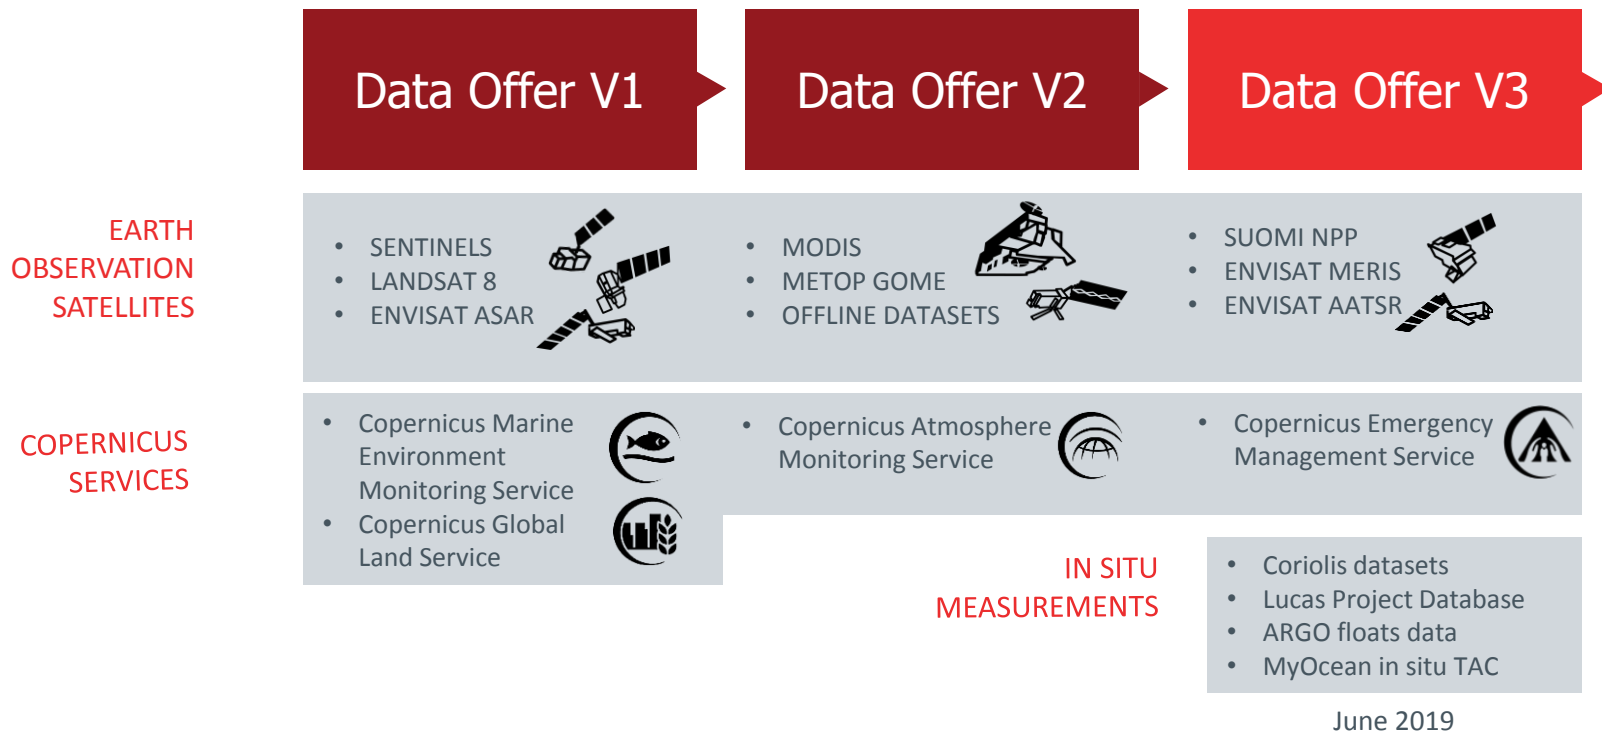 Data Offer V1
Data Offer V2
Data Offer V3
EARTH
OBSERVATION
SATELLITES
• SENTINELS
• LANDSAT 8
• ENVISAT ASAR
• MODIS
• METOP GOME
• OFFLINE DATASETS
• SUOMI NPP
• ENVISAT MERIS
• ENVISAT AATSR
COPERNICUS
SERVICES
• Copernicus Marine
Environment
Monitoring Service
• Copernicus Global
Land Service
• Copernicus Atmosphere
Monitoring Service
• Copernicus Emergency
Management Service
IN SITU
MEASUREMENTS
• Coriolis datasets
• Lucas Project Database
• ARGO floats data
• MyOcean in situ TAC
June 2019